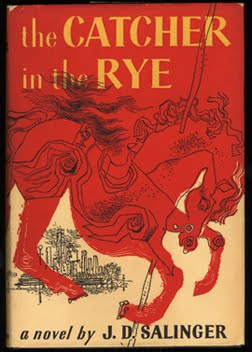 the CATCHER
in the RYE
a novel by J. D. SALINGER